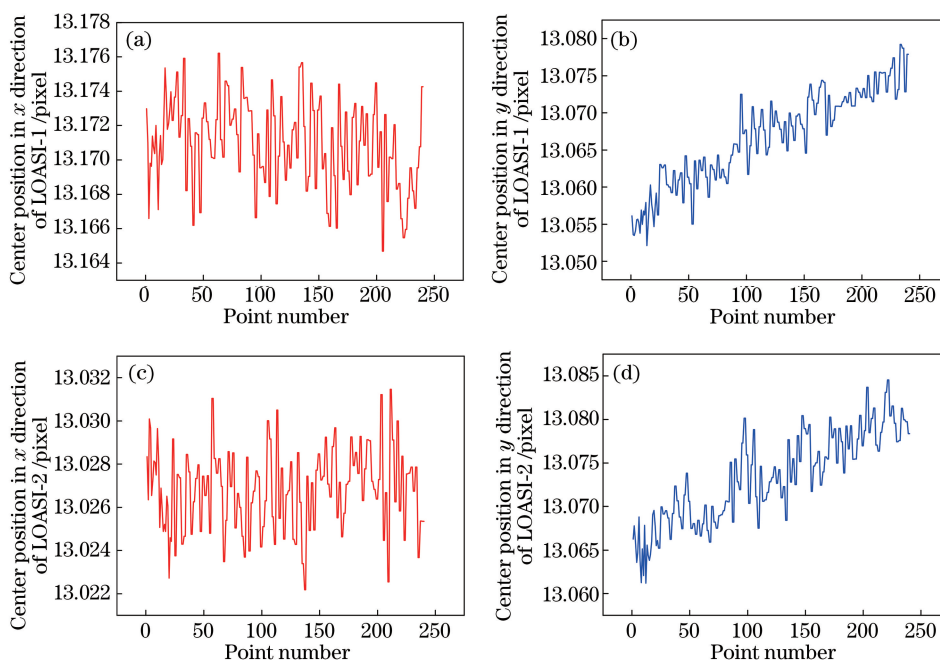 (a)
Center position in x direction
of LOASI-1 /pixel
13.178
13.176
13.174
13.172
13.170
13.168
13.166
13.164
0 50 100 150 200 250
Point number
(b)
Center position in y direction
of LOASI-1 /pixel
13.080
13.075
13.070
13.065
13.060
13.055
13.050
0 50 100 150 200 250
Point number
(c)
Center position in x direction
of LOASI-2 /pixel
13.032
13.030
13.028
13.026
13.024
13.022
0 50 100 150 200 250
Point number
(d)
Center position in y direction
of LOASI-2 /pixel
13.085
13.080
13.075
13.070
13.065
13.060
0 50 100 150 200 250
Point number